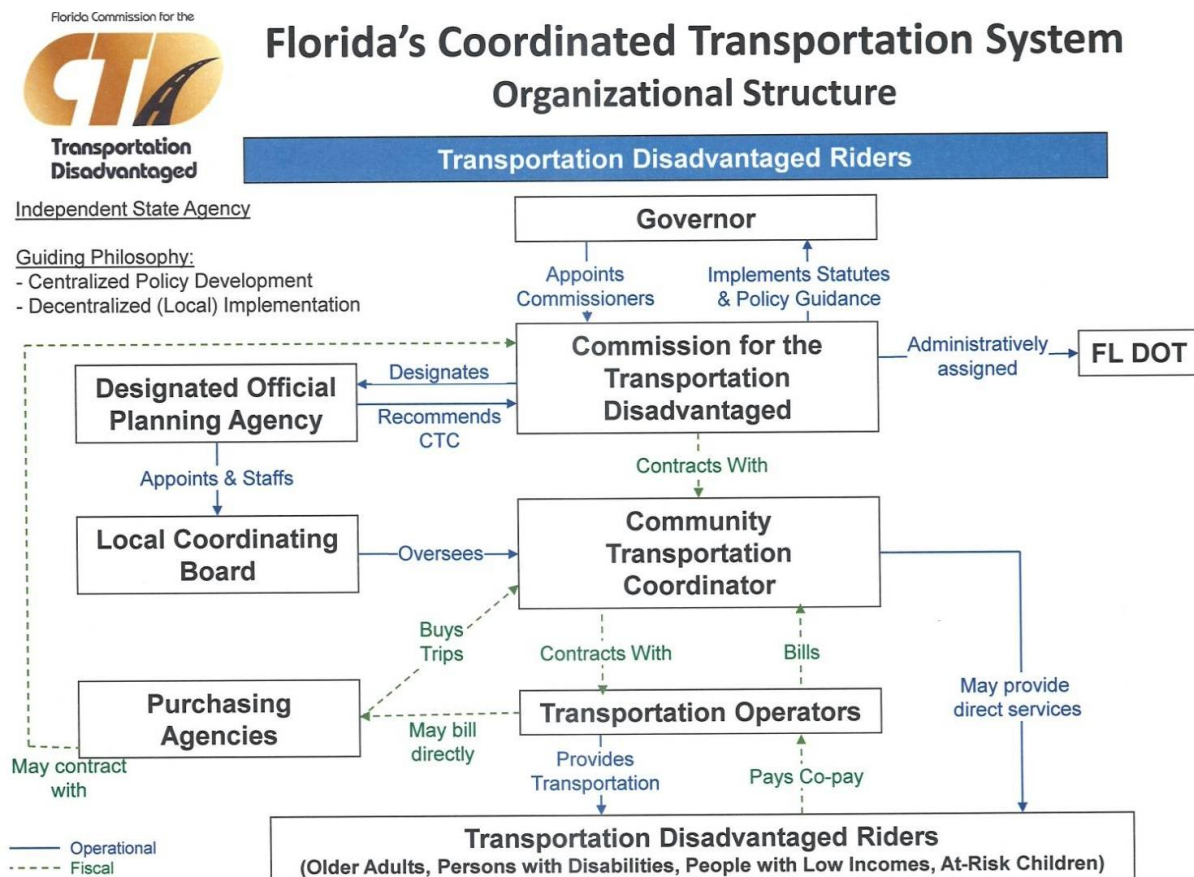 Florida Commission for the
CTD
Transportation
Disadvantaged
Florida's Coordinated Transportation System
Organizational Structure
Transportation Disadvantaged Riders
Independent State Agency
Guiding Philosophy:
- Centralized Policy Development
- Decentralized (Local) Implementation
Governor
Appoints
Commissioners
Implements Statutes
& Policy Guidance
Commission for the
Transportation
Disadvantaged
Administratively
assigned
FL DOT
Designated Official
Planning Agency
Designates
Recommends
CTC
Contracts With
Appoints & Staffs
Local Coordinating
Board
Oversees
Community
Transportation
Coordinator
Buys
Trips
Contracts With
Bills
May provide
direct services
Purchasing
Agencies
May bill
directly
Transportation Operators
May contract
with
Provides
Transportation
Pays Co-pay
Transportation Disadvantaged Riders
(Older Adults, Persons with Disabilities, People with Low Incomes, At-Risk Children)
Operational
Fiscal